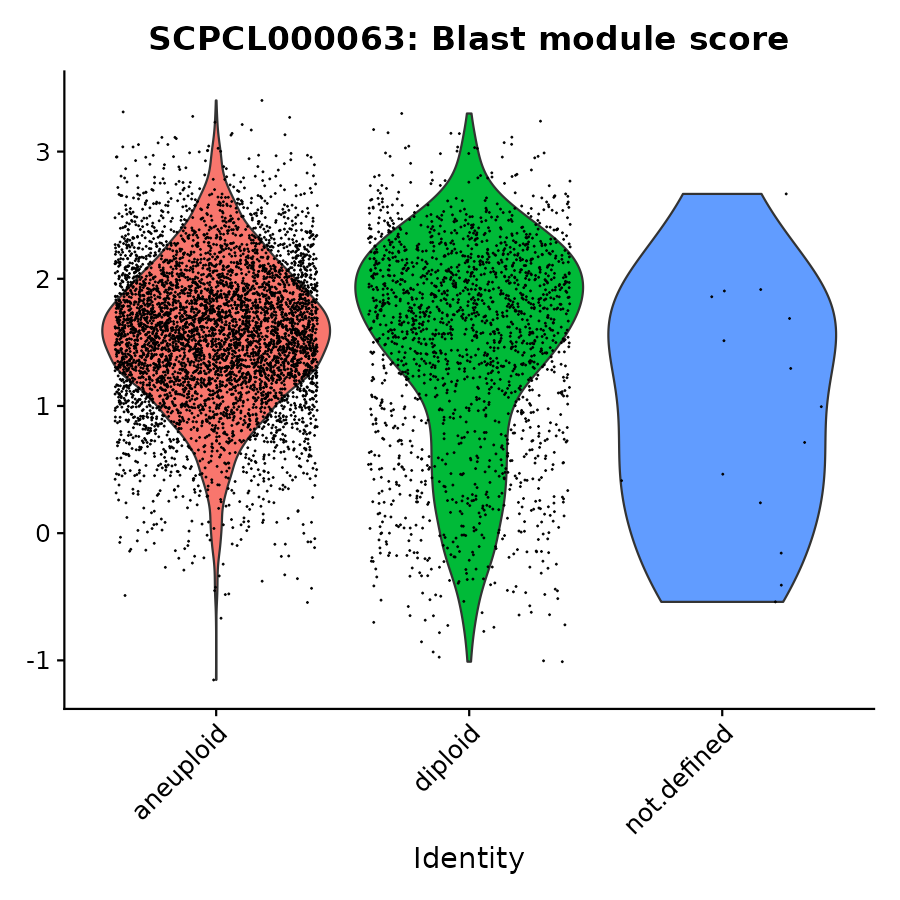 SCPCL000063: Blast module score
3
2
1
0
-1
aneuploid
diploid
not.defined
Identity